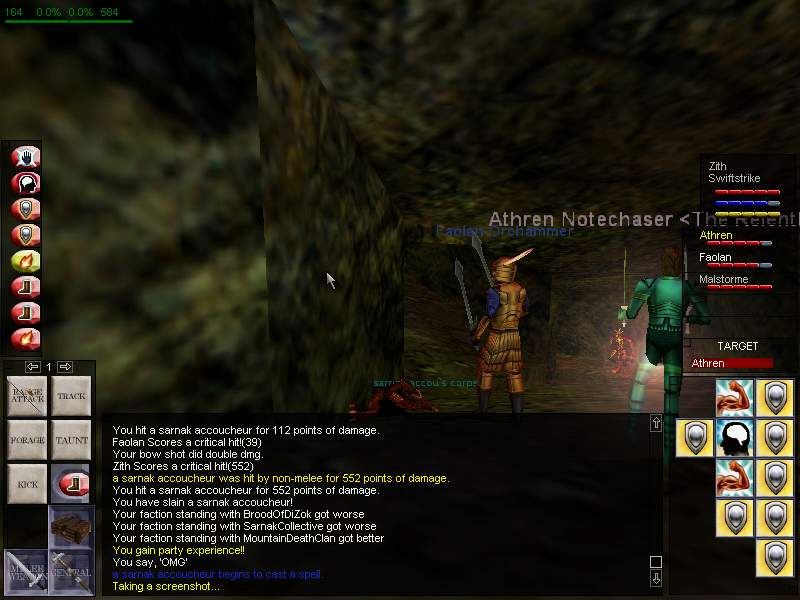 164 0.0% 0.0% 584
Zith
Swiftstrike
Athren Notechaser <The Relentl
Faolan Orchammer
Athren
Faolan
Malstorme
TARGET
Athren
1
RANGE ATTACK
TRACK
FORAGE
TAUNT
KICK
MELEE WEAPON
GENERAL
sarnak accou's corps
You hit a sarnak accoucheur for 112 points of damage.
Faolan Scores a critical hit!(39)
Your bow shot did double dmg.
Zith Scores a critical hit!(552)
a sarnak accoucheur was hit by non-melee for 552 points of damage.
You hit a sarnak accoucheur for 552 points of damage.
You have slain a sarnak accoucheur!
Your faction standing with BroodOfDiZok got worse
Your faction standing with SarnakCollective got worse
Your faction standing with MountainDeathClan got better
You gain party experience!!
You say, 'OMG'
a sarnak accoucheur begins to cast a spell.
Taking a screenshot...